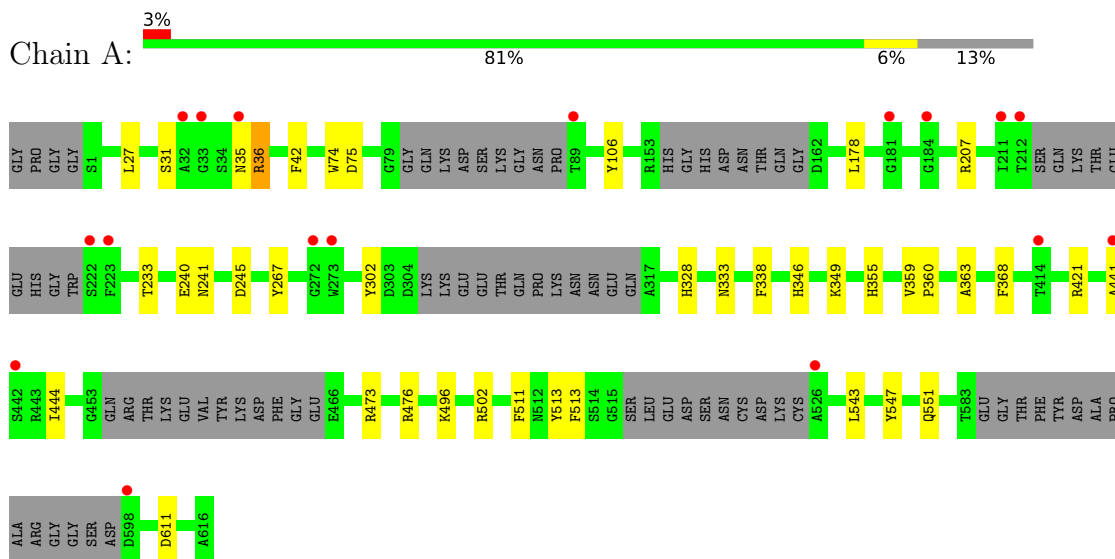 3%
Chain A:
81% 6% 13%
GLY PRO GLY GLY S1 L27 S31 A32 G33 S34 N35 R36 F42 W74 D75 G79 GLY GLN LYS ASP SER LYS GLY ASN PRO T89 Y106 R153 HIS GLY HIS ASP ASN THR GLN GLY D162 L178 G181 G184 R207 I211 T212 SER GLN LYS THR GLU
GLU HIS GLY TRP S222 F223 T233 E240 N241 D245 Y267 G272 W273 Y302 D303 D304 LYS LYS GLU GLU THR GLN PRO LYS ASN ASN GLU GLN A317 H328 N333 F338 H346 K349 H355 V359 P360 A363 F368 T414 R421 A441
S442 R443 I444 G453 GLN ARG THR LYS GLU VAL TYR LYS ASP PHE GLY GLU E466 R473 R476 K496 R502 F511 N512 Y513 F513 S514 G515 SER LEU GLU ASP SER ASN CYS ASP LYS CYS A526 L543 Y547 Q551 T583 GLU GLY THR PHE TYR ASP ALA PRO
ALA ARG GLY GLY SER ASP D598 D611 A616